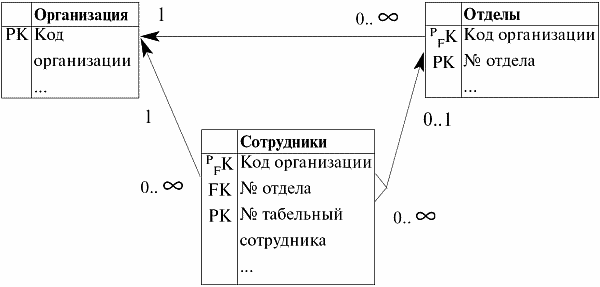 Организация
PK Код
организации
...
1
0.. ∞
Отделы
PFK Код организации
PK № отдела
...
1
0..1
Сотрудники
PFK Код организации
FK № отдела
PK № табельный
сотрудника
...
0.. ∞
0.. ∞